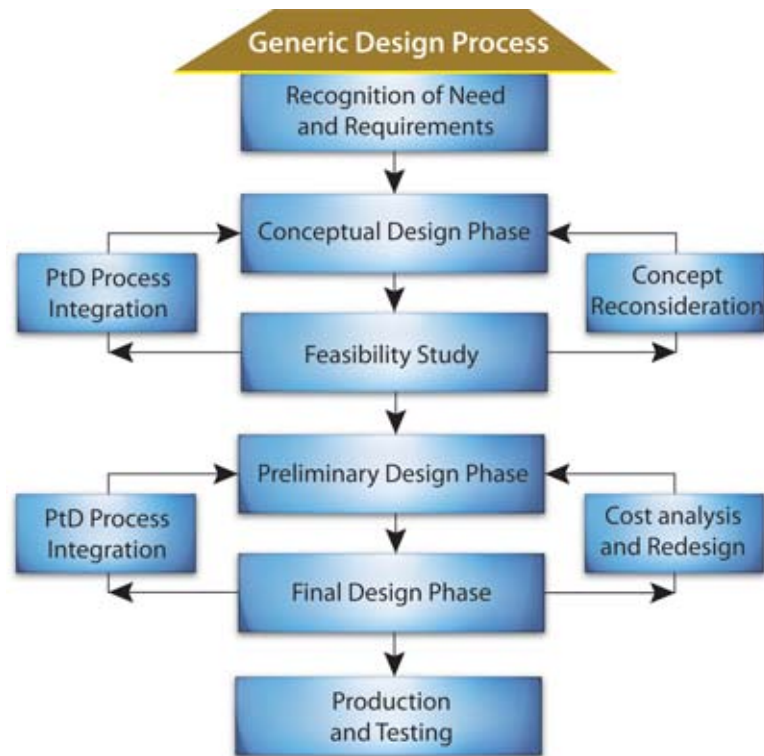 Generic Design Process
Recognition of Need
and Requirements
Conceptual Design Phase
PtD Process
Integration
Concept
Reconsideration
Feasibility Study
Preliminary Design Phase
PtD Process
Integration
Cost analysis
and Redesign
Final Design Phase
Production
and Testing